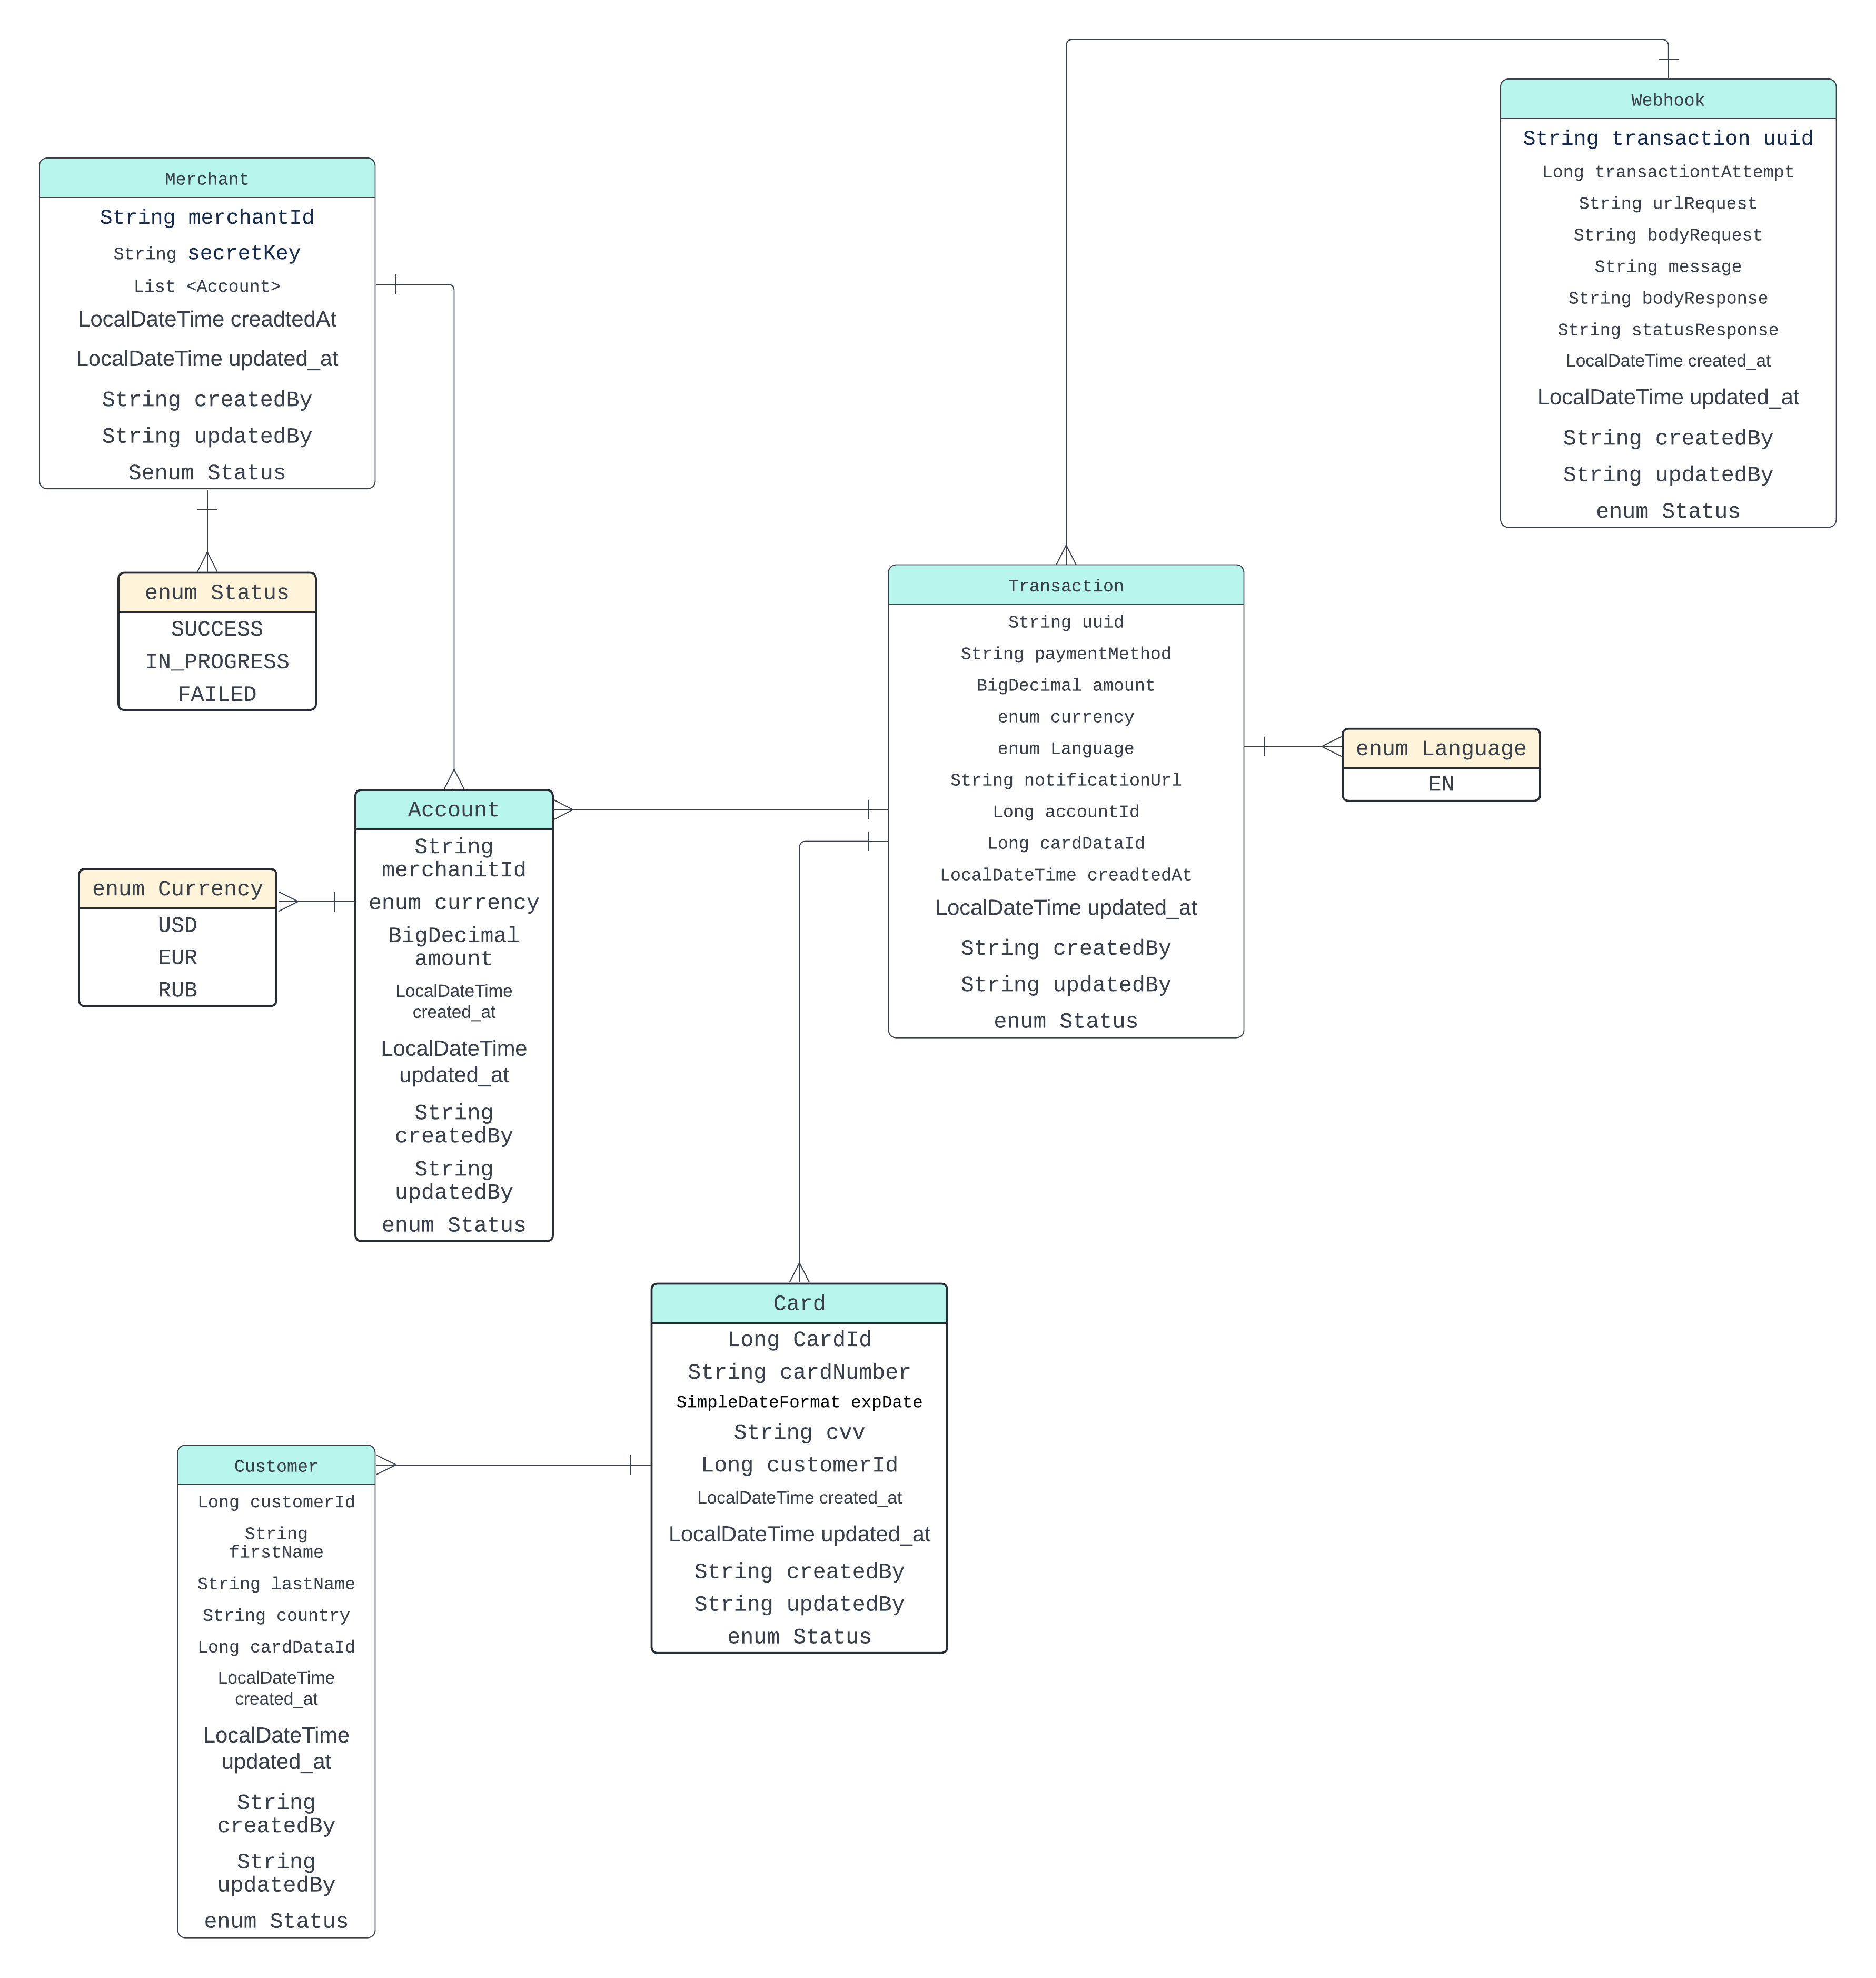 Webhook
String transaction uuid
Long transactiontAttempt
String urlRequest
String bodyRequest
String message
String bodyResponse
String statusResponse
LocalDateTime created_at
LocalDateTime updated_at
String createdBy
String updatedBy
enum Status
Merchant
String merchantId
String secretKey
List <Account>
LocalDateTime creadtedAt
LocalDateTime updated_at
String createdBy
String updatedBy
Senum Status
enum Status
SUCCESS
IN_PROGRESS
FAILED
Transaction
String uuid
String paymentMethod
BigDecimal amount
enum currency
enum Language
String notificationUrl
Long accountId
Long cardDataId
LocalDateTime creadtedAt
LocalDateTime updated_at
String createdBy
String updatedBy
enum Status
enum Language
EN
Account
String
merchanitId
enum currency
BigDecimal
amount
LocalDateTime
created_at
LocalDateTime
updated_at
String
createdBy
String
updatedBy
enum Status
enum Currency
USD
EUR
RUB
Card
Long CardId
String cardNumber
SimpleDateFormat expDate
String cvv
Long customerId
LocalDateTime created_at
LocalDateTime updated_at
String createdBy
String updatedBy
enum Status
Customer
Long customerId
String
firstName
String lastName
String country
Long cardDataId
LocalDateTime
created_at
LocalDateTime
updated_at
String
createdBy
String
updatedBy
enum Status